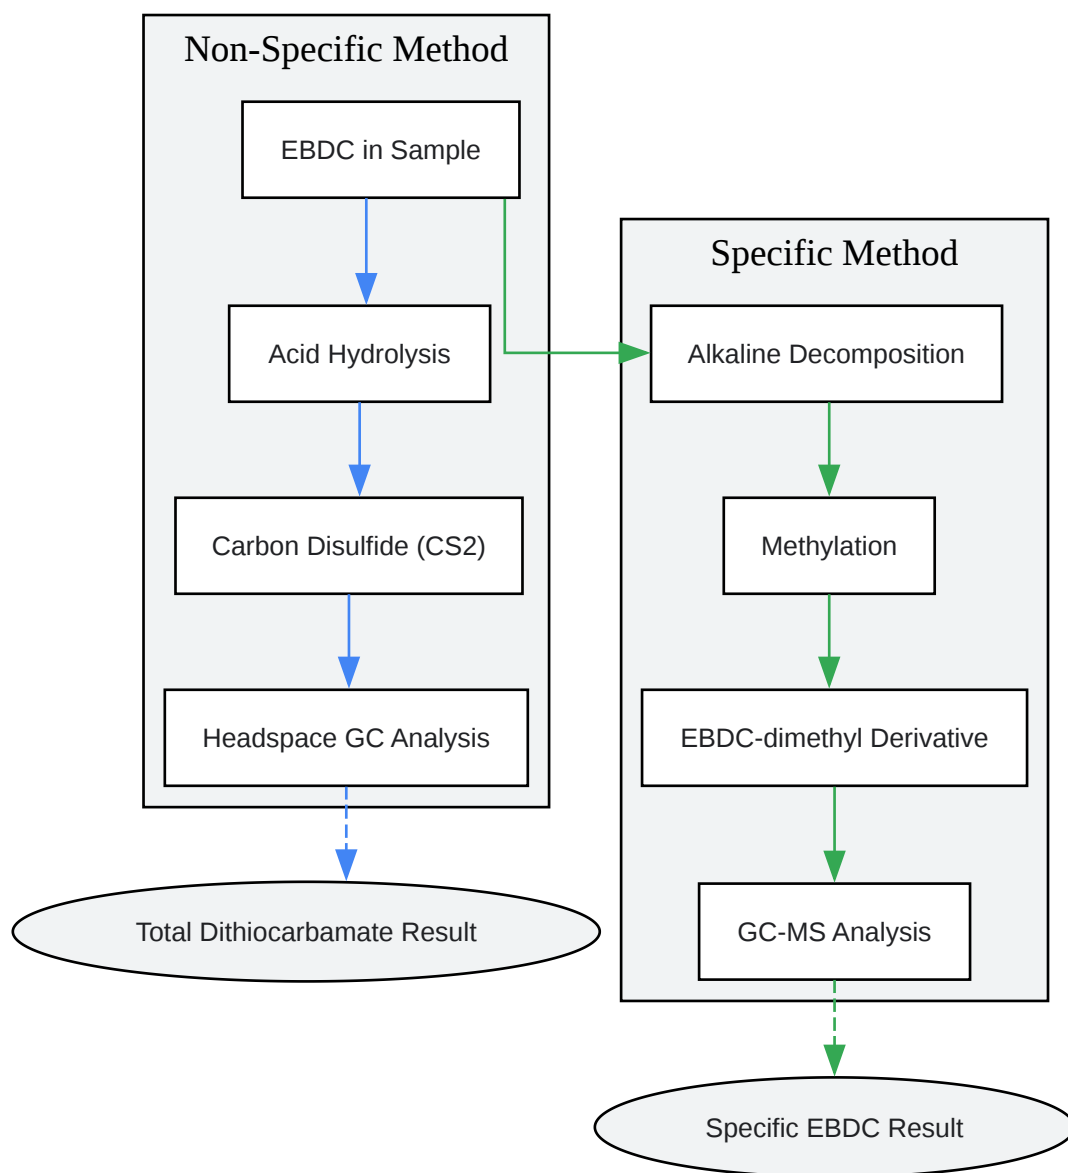 Non-Specific Method
EBDC in Sample
Acid Hydrolysis
Carbon Disulfide (CS2)
Headspace GC Analysis
Total Dithiocarbamate Result
Specific Method
Alkaline Decomposition
Methylation
EBDC-dimethyl Derivative
GC-MS Analysis
Specific EBDC Result